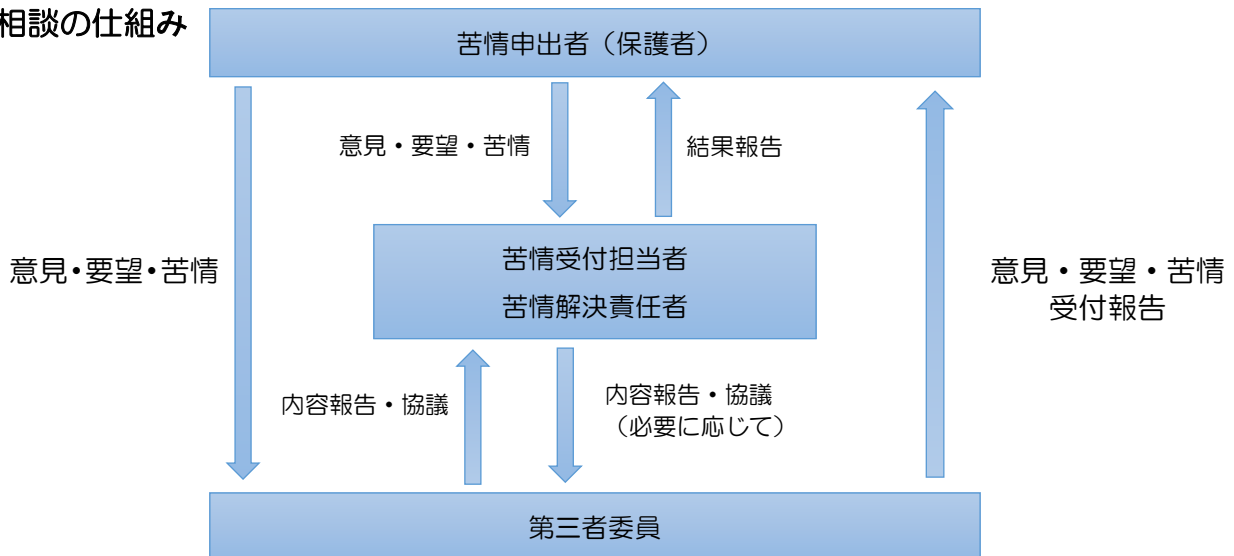 相談の仕組み
苦情申出者（保護者）
意見・要望・苦情
結果報告
苦情受付担当者
苦情解決責任者
意見・要望・苦情
意見・要望・苦情
受付報告
内容報告・協議
内容報告・協議
（必要に応じて）
第三者委員